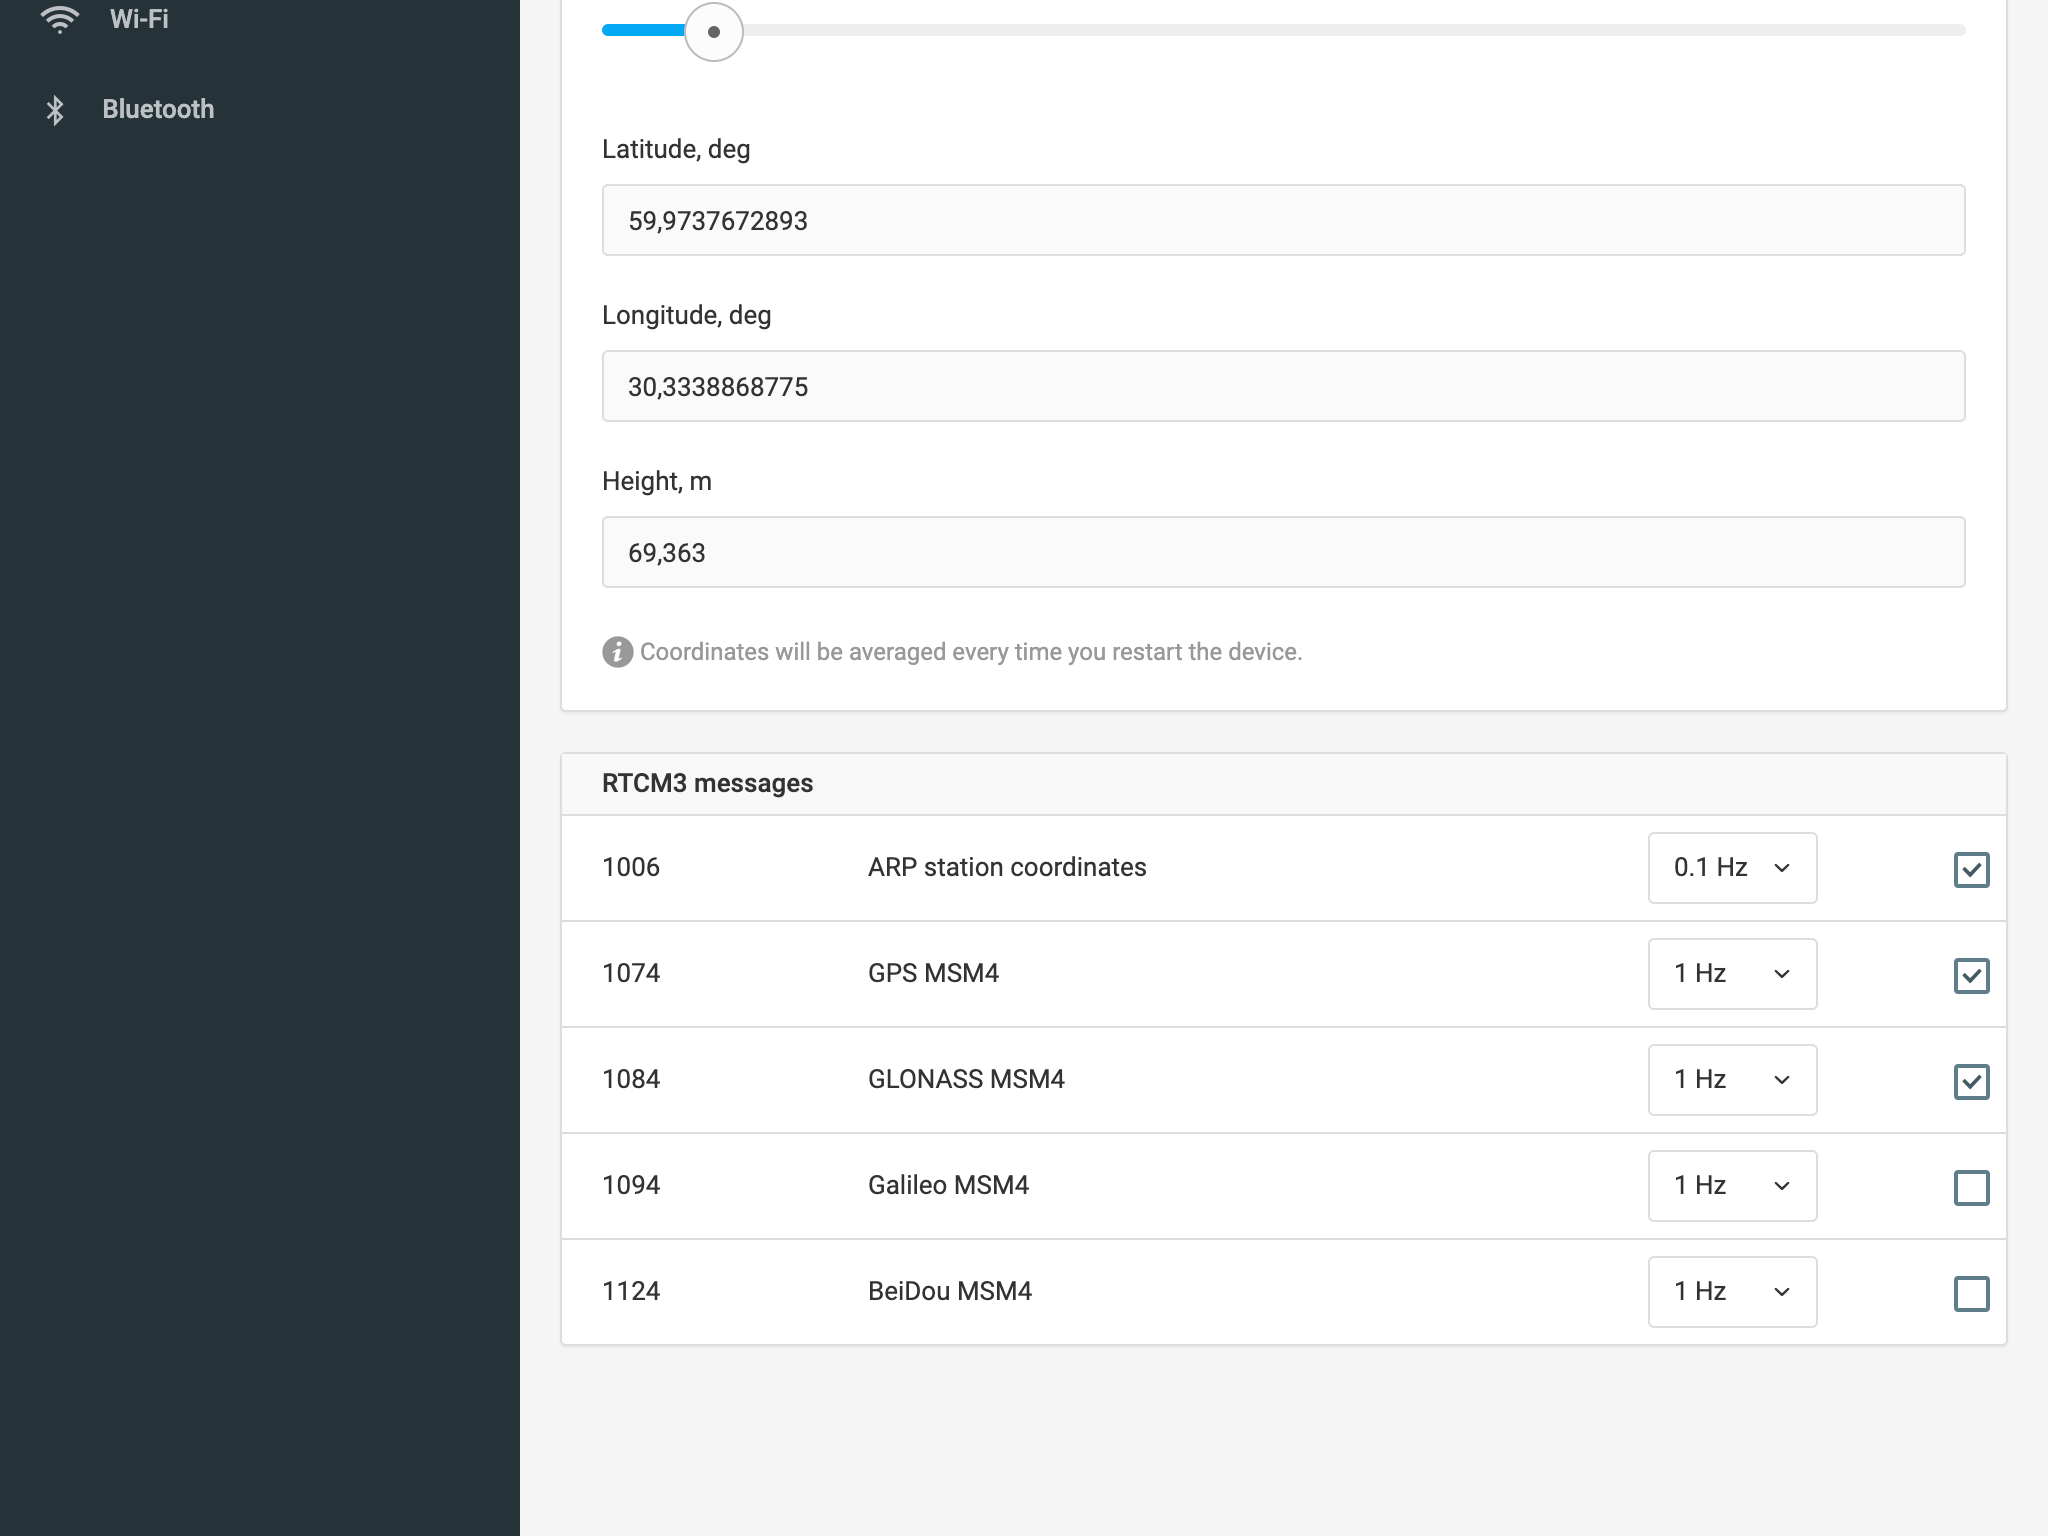 Wi-Fi
Bluetooth
Latitude, deg
59,9737672893
Longitude, deg
30,3338868775
Height, m
69,363
Coordinates will be averaged every time you restart the device.
RTCM3 messages
1006 ARP station coordinates 0.1 Hz
1074 GPS MSM4 1 Hz
1084 GLONASS MSM4 1 Hz
1094 Galileo MSM4 1 Hz
1124 BeiDou MSM4 1 Hz